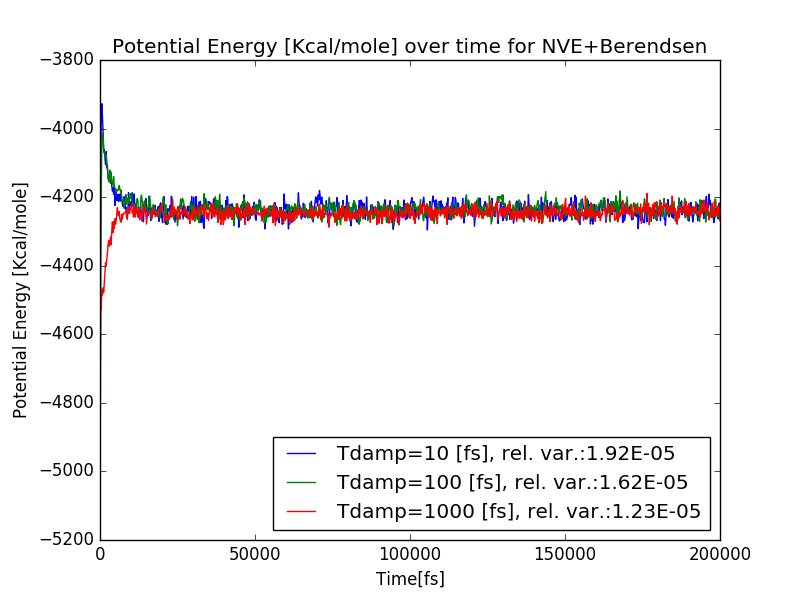 Potential Energy [Kcal/mole] over time for NVE+Berendsen
−3800
−4000
−4200
−4400
−4600
−4800
−5000
−5200
Potential Energy [Kcal/mole]
Tdamp=10 [fs], rel. var.:1.92E-05
Tdamp=100 [fs], rel. var.:1.62E-05
Tdamp=1000 [fs], rel. var.:1.23E-05
0 50000 100000 150000 200000
Time[fs]